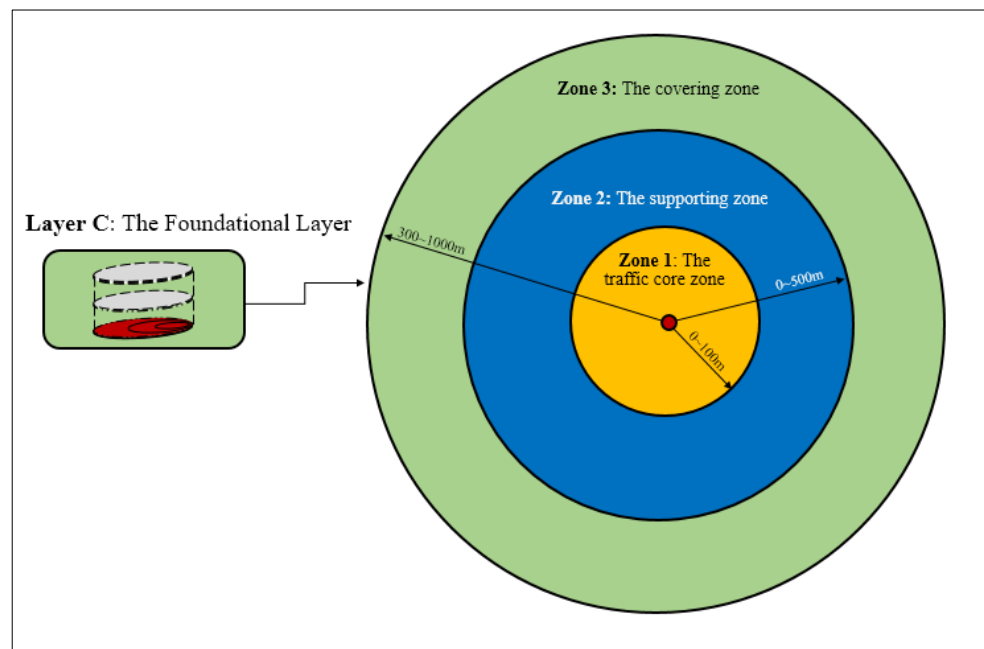 Zone 3: The covering zone
Zone 2: The supporting zone
Layer C: The Foundational Layer
300~1000m
Zone 1: The
traffic core zone
0~500m
0~100m